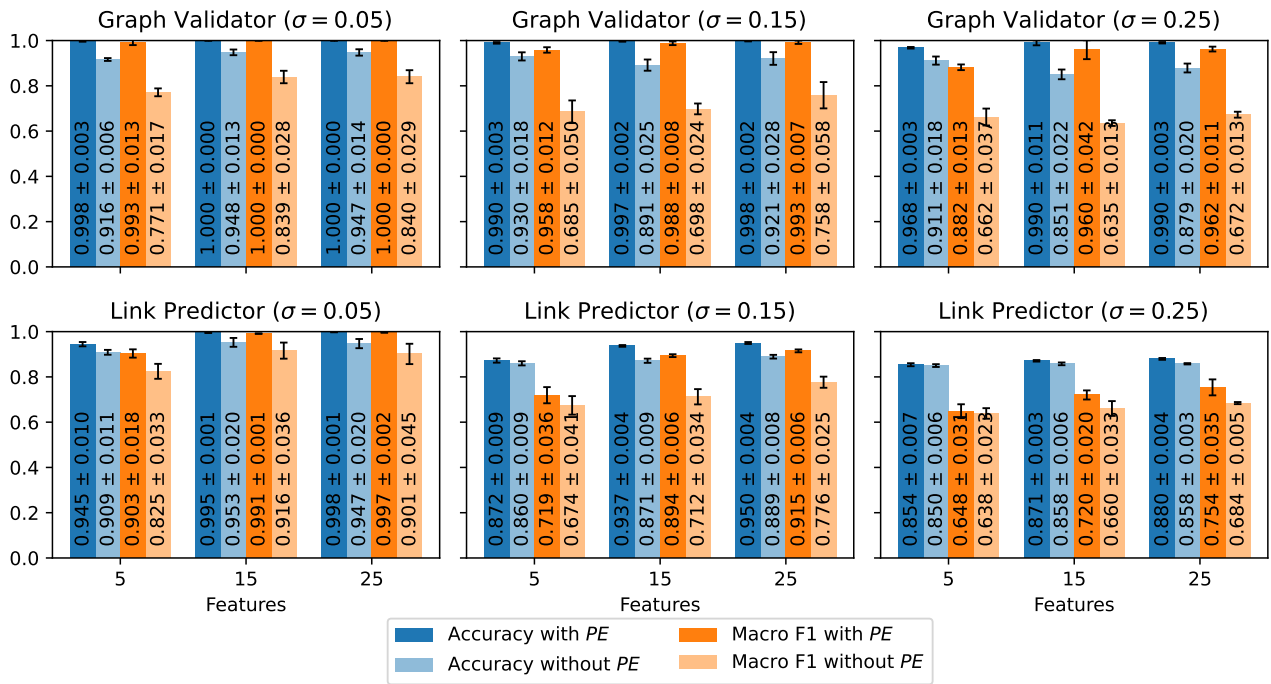 Graph Validator (σ = 0.05)
Graph Validator (σ = 0.15)
Graph Validator (σ = 0.25)
1.0
0.8
0.6
0.4
0.2
0.0
0.998 ± 0.003
0.916 ± 0.006
0.993 ± 0.013
0.771 ± 0.017
1.000 ± 0.000
0.948 ± 0.013
1.000 ± 0.000
0.839 ± 0.028
1.000 ± 0.000
0.947 ± 0.014
1.000 ± 0.000
0.840 ± 0.029
0.990 ± 0.003
0.930 ± 0.018
0.958 ± 0.012
0.685 ± 0.050
0.997 ± 0.002
0.891 ± 0.025
0.988 ± 0.008
0.698 ± 0.024
0.998 ± 0.002
0.921 ± 0.028
0.993 ± 0.007
0.758 ± 0.058
0.968 ± 0.003
0.911 ± 0.018
0.882 ± 0.013
0.662 ± 0.037
0.990 ± 0.011
0.851 ± 0.022
0.960 ± 0.042
0.635 ± 0.013
0.990 ± 0.003
0.879 ± 0.020
0.962 ± 0.011
0.672 ± 0.013
Link Predictor (σ = 0.05)
Link Predictor (σ = 0.15)
Link Predictor (σ = 0.25)
1.0
0.8
0.6
0.4
0.2
0.0
0.945 ± 0.010
0.909 ± 0.011
0.903 ± 0.018
0.825 ± 0.033
0.995 ± 0.001
0.953 ± 0.020
0.991 ± 0.001
0.916 ± 0.036
0.998 ± 0.001
0.947 ± 0.020
0.997 ± 0.002
0.901 ± 0.045
0.872 ± 0.009
0.860 ± 0.009
0.719 ± 0.036
0.674 ± 0.041
0.937 ± 0.004
0.871 ± 0.009
0.894 ± 0.006
0.712 ± 0.034
0.950 ± 0.004
0.889 ± 0.008
0.915 ± 0.006
0.776 ± 0.025
0.854 ± 0.007
0.850 ± 0.006
0.648 ± 0.031
0.638 ± 0.023
0.871 ± 0.003
0.858 ± 0.006
0.720 ± 0.020
0.660 ± 0.033
0.880 ± 0.004
0.858 ± 0.003
0.754 ± 0.035
0.684 ± 0.005
5 15 25
5 15 25
5 15 25
Features
Features
Features
Accuracy with PE
Accuracy without PE
Macro F1 with PE
Macro F1 without PE